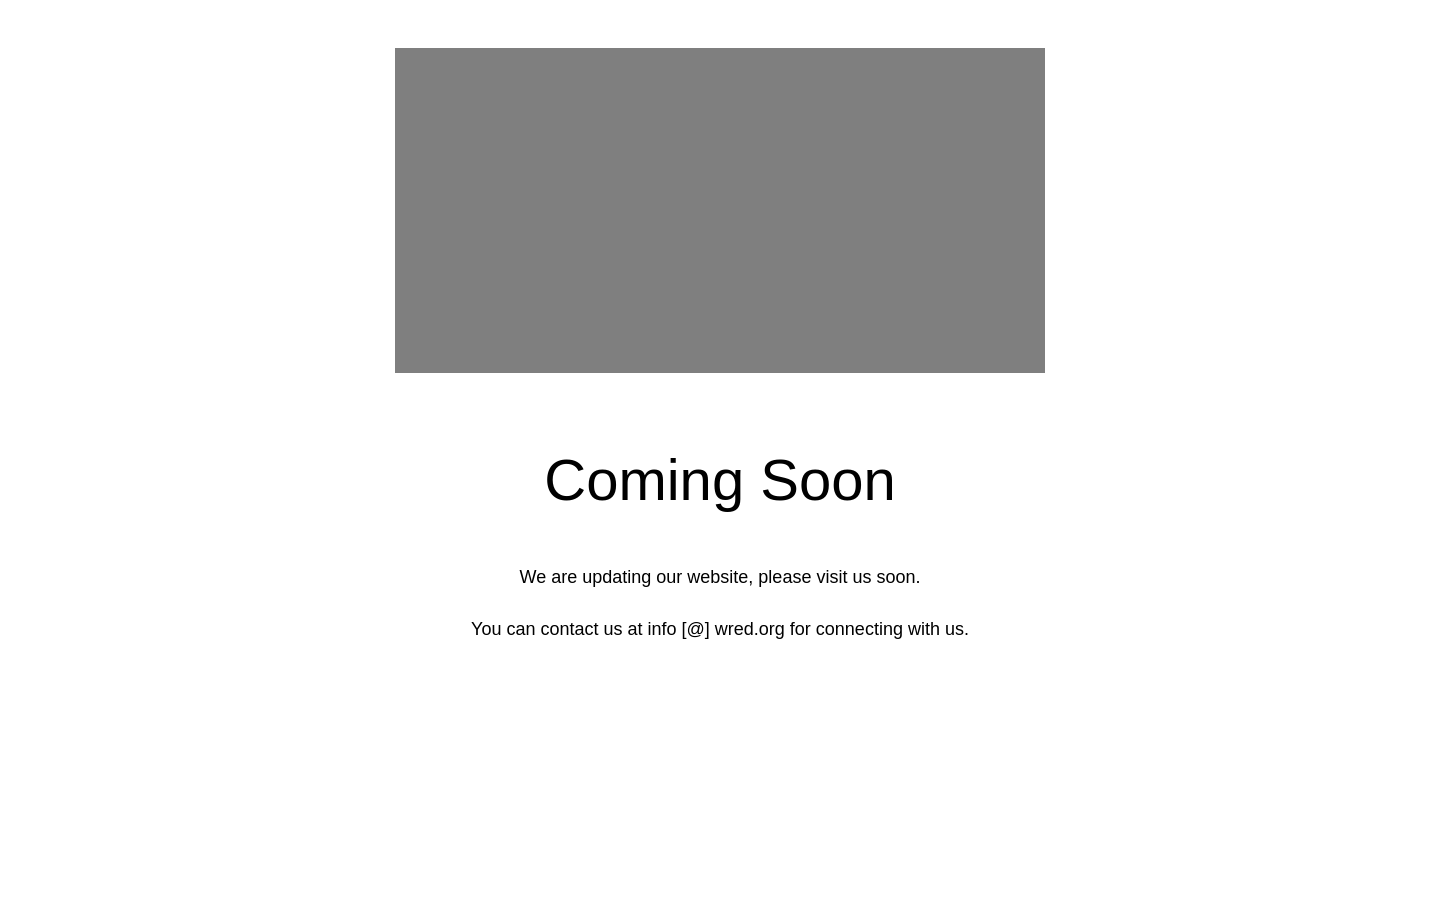 Coming Soon
We are updating our website, please visit us soon.
You can contact us at info [@] wred.org for connecting with us.